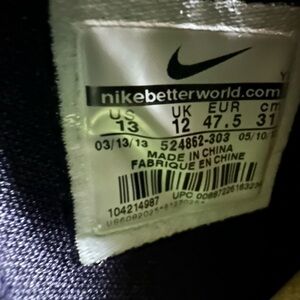 Y
nikebetterworld.com
US UK EUR cm
13 12 47.5 31
03/13/13 524862-303 05/10/
MADE IN CHINA
FABRIQUE EN CHINE
104214987 UPC